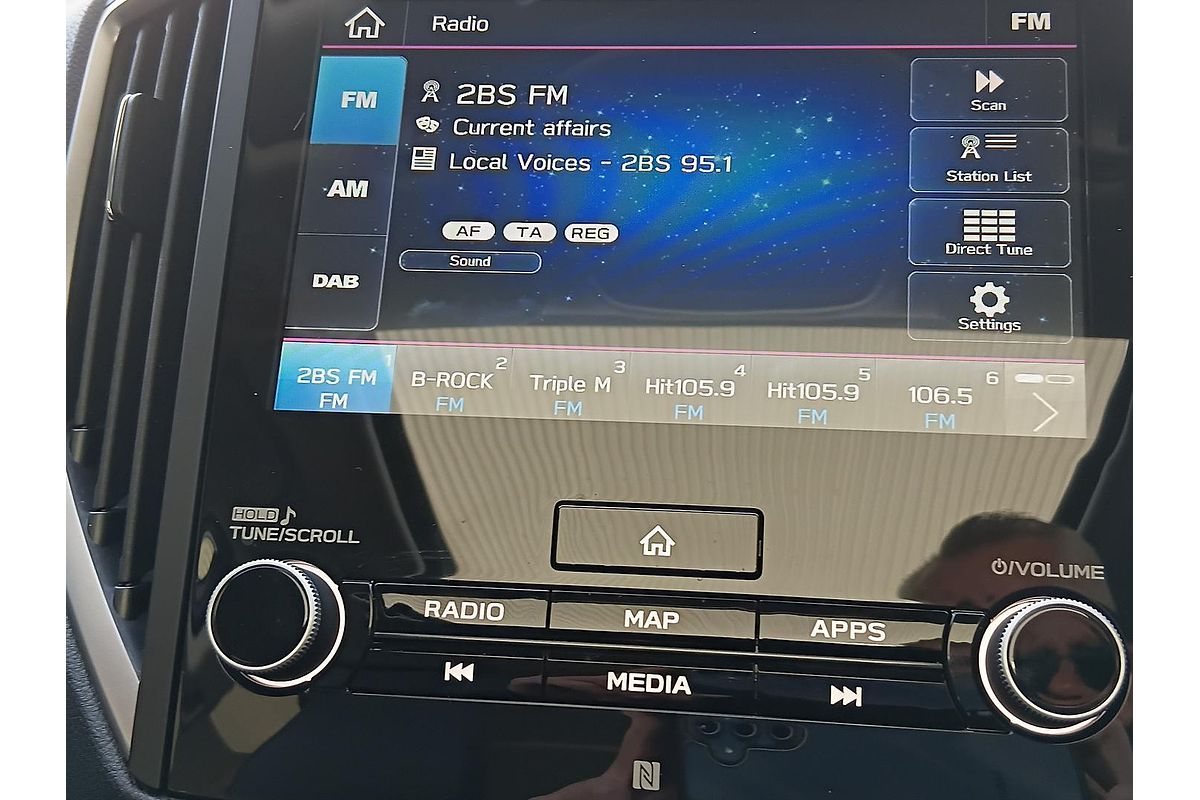 Radio
FM
FM
2BS FM
Scan
Current affairs
Local Voices - 2BS 95.1
Station List
AM
AF TA REG
Sound
Direct Tune
DAB
Settings
1 2 3 4 5 6
2BS FM B-ROCK Triple M Hit105.9 Hit105.9 106.5
FM FM FM FM FM FM
HOLD
TUNE/SCROLL
/VOLUME
RADIO MAP APPS
MEDIA
N